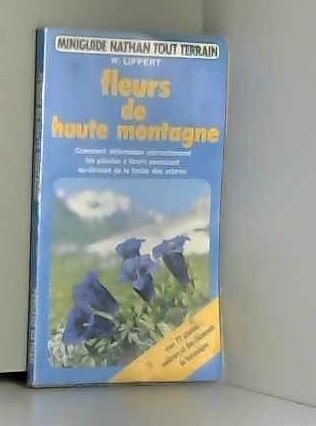 MINIGUIDE NATHAN TOUT TERRAIN
W. LIPPERT
fleurs
de
haute montagne
Comment déterminer correctement
les plantes à fleurs poussant
au-dessus de la limite des arbres